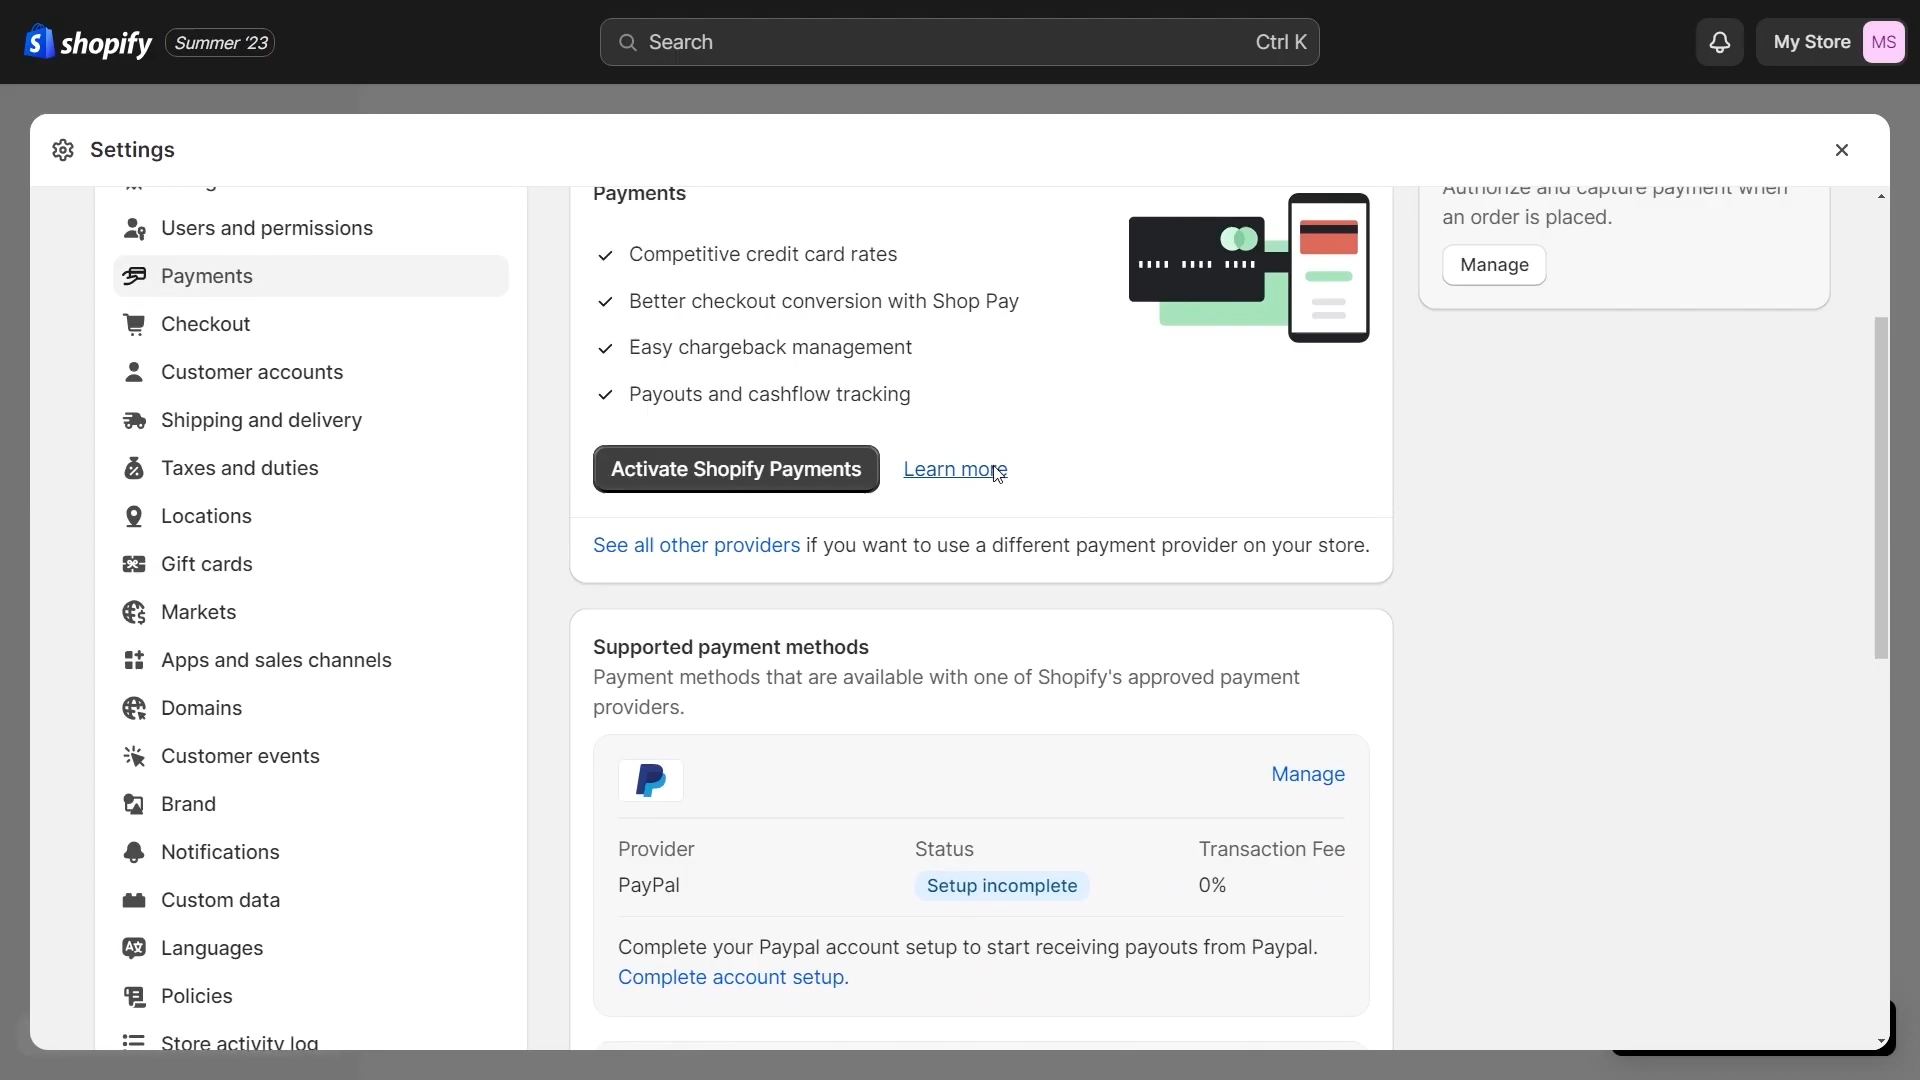 shopify
Summer '23
Search
Ctrl K
My Store
MS
Settings
Users and permissions
Payments
Checkout
Customer accounts
Shipping and delivery
Taxes and duties
Locations
Gift cards
Markets
Apps and sales channels
Domains
Customer events
Brand
Notifications
Custom data
Languages
Policies
Store activity log
Payments
Competitive credit card rates
Better checkout conversion with Shop Pay
Easy chargeback management
Payouts and cashflow tracking
Activate Shopify Payments
Learn more
See all other providers if you want to use a different payment provider on your store.
Supported payment methods
Payment methods that are available with one of Shopify's approved payment
providers.
Manage
Provider
Status
Transaction Fee
PayPal
Setup incomplete
0%
Complete your Paypal account setup to start receiving payouts from Paypal.
Complete account setup.
Authorize and capture payment when
an order is placed.
Manage